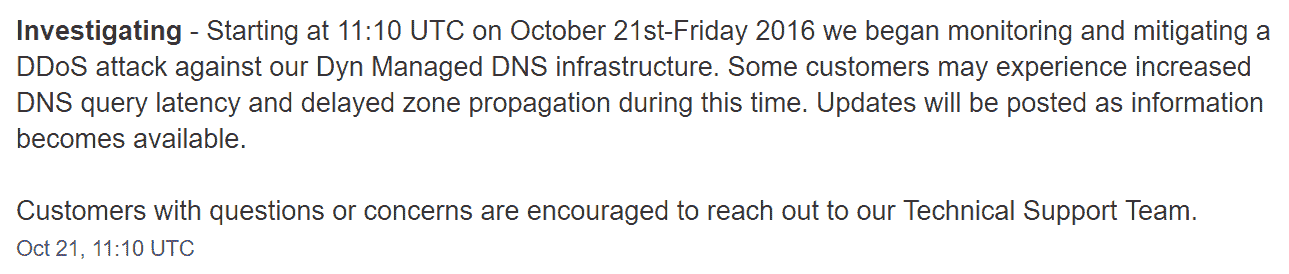 Investigating - Starting at 11:10 UTC on October 21st-Friday 2016 we began monitoring and mitigating a
DDoS attack against our Dyn Managed DNS infrastructure. Some customers may experience increased
DNS query latency and delayed zone propagation during this time. Updates will be posted as information
becomes available.
Customers with questions or concerns are encouraged to reach out to our Technical Support Team.
Oct 21, 11:10 UTC